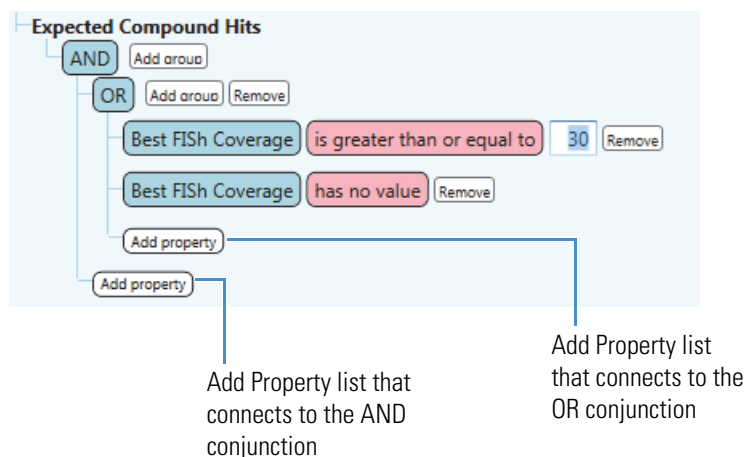 Expected Compound Hits
AND Add group
OR Add group Remove
Best FISh Coverage is greater than or equal to 30 Remove
Best FISh Coverage has no value Remove
Add property
Add property
Add Property list that
connects to the AND
conjunction
Add Property list
that connects to the
OR conjunction